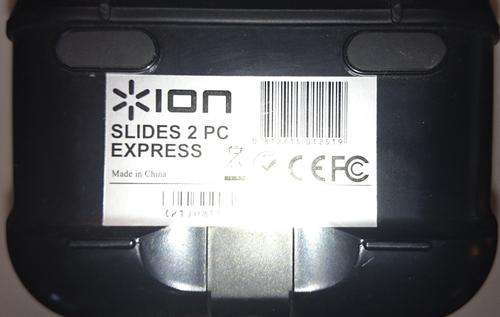 ION
SLIDES 2 PC
EXPRESS
Made in China
CE FC